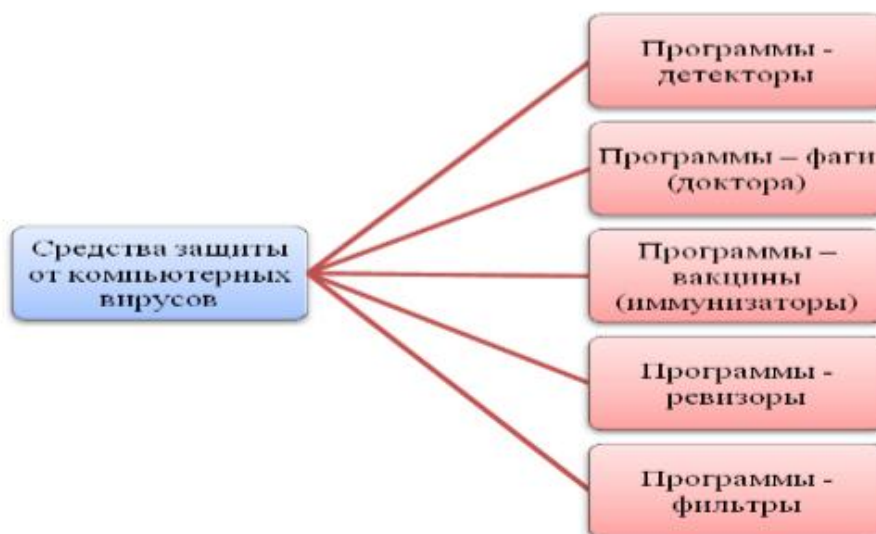 Средства защиты
от компьютерных
вирусов
Программы -
детекторы
Программы – фаги
(доктора)
Программы –
вакцины
(иммунизаторы)
Программы -
ревизоры
Программы -
фильтры